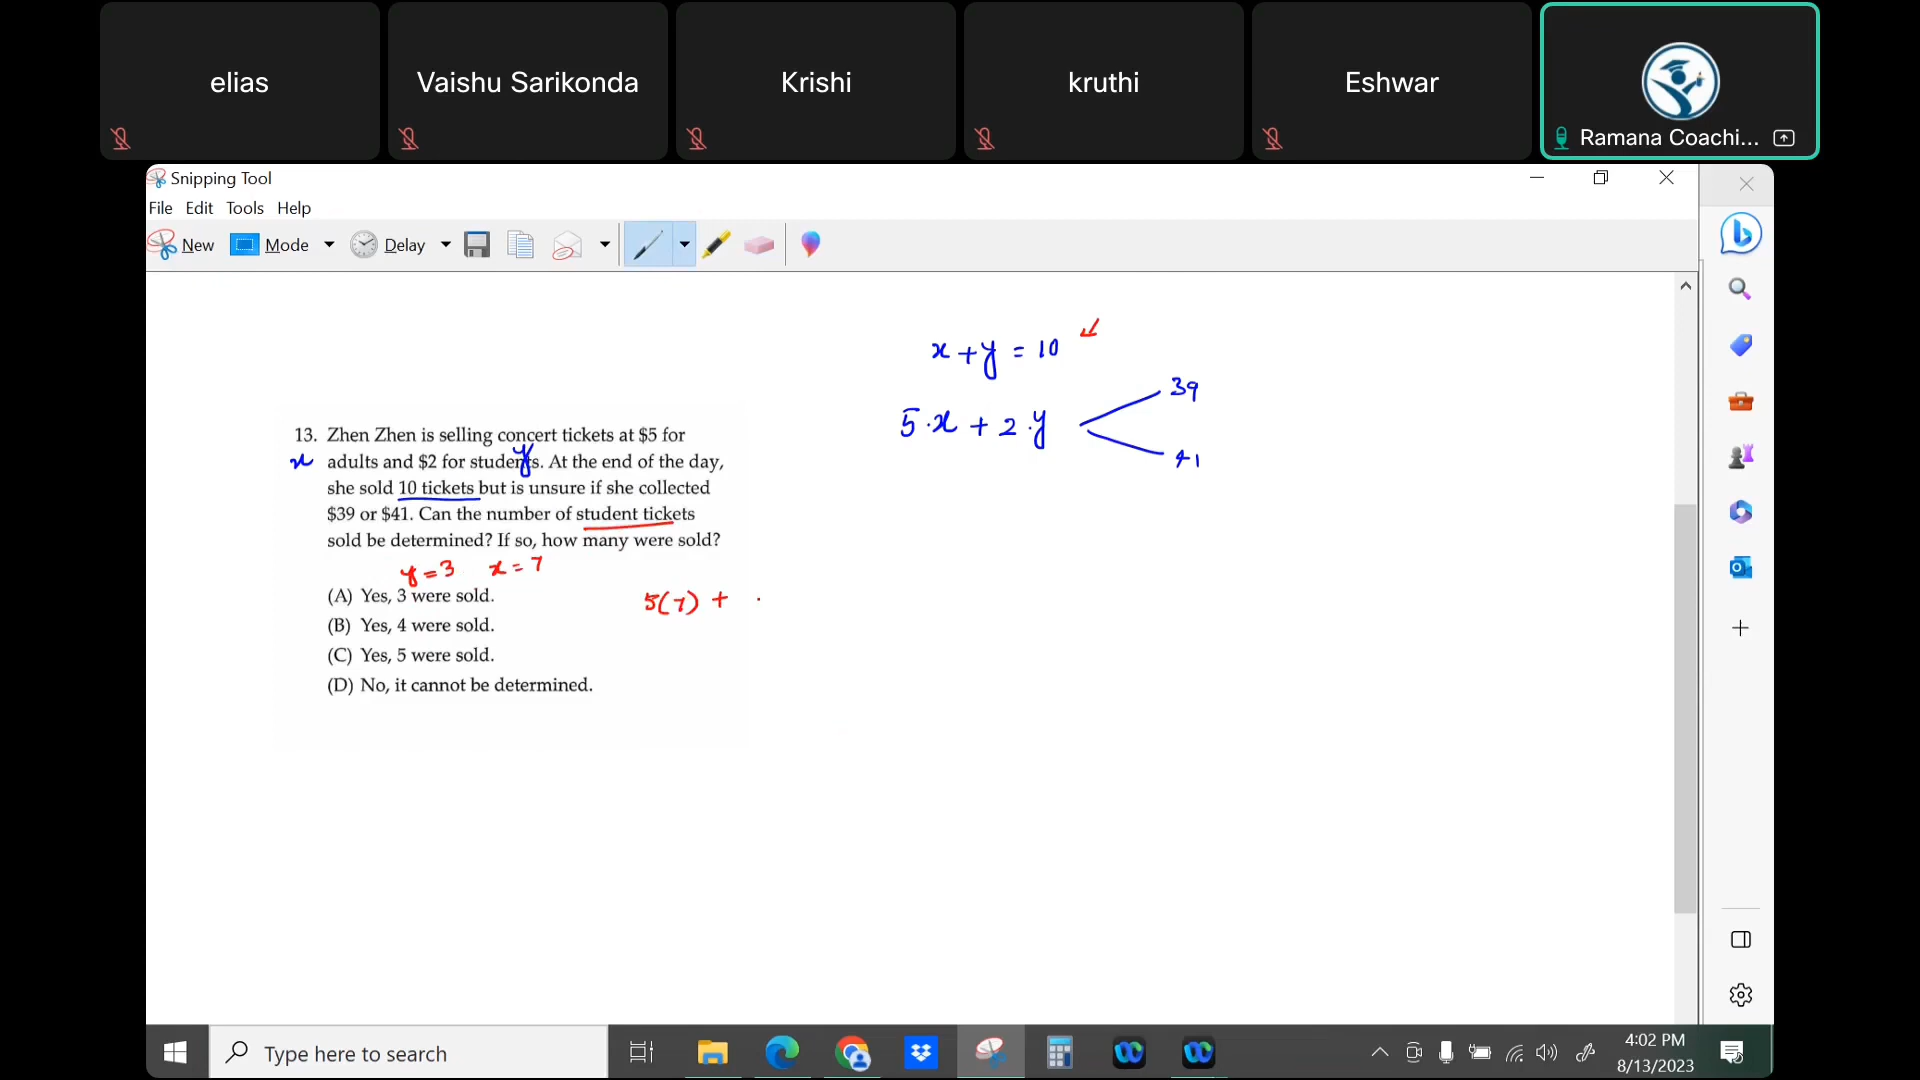 elias
Vaishu Sarikonda
Krishi
kruthi
Eshwar
Ramana Coachi...
Snipping Tool
File Edit Tools Help
New Mode Delay
x + y = 10
5·x + 2·y
39
41
13. Zhen Zhen is selling concert tickets at $5 for
x adults and $2 for students. At the end of the day,
y
she sold 10 tickets but is unsure if she collected
$39 or $41. Can the number of student tickets
sold be determined? If so, how many were sold?
y = 3 x = 7
(A) Yes, 3 were sold.
5(7) +
(B) Yes, 4 were sold.
(C) Yes, 5 were sold.
(D) No, it cannot be determined.
Type here to search
4:02 PM
8/13/2023